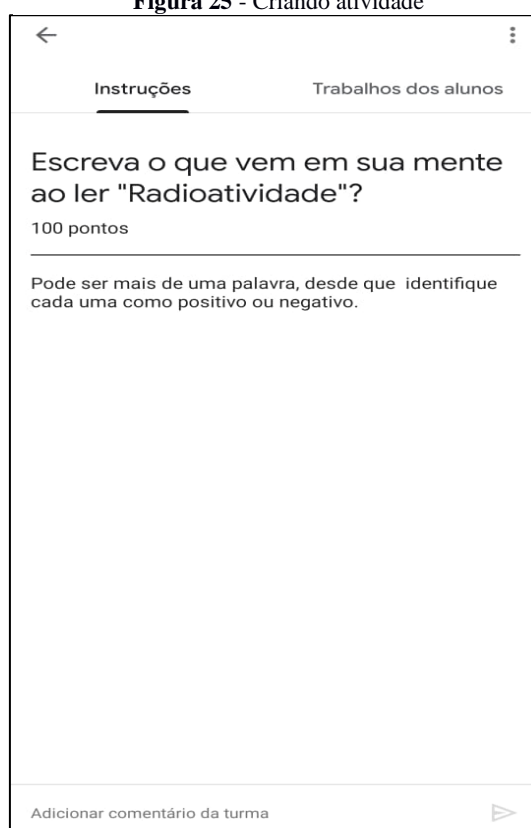 Figura 25 - Criando atividade
Instruções
Trabalhos dos alunos
Escreva o que vem em sua mente
ao ler "Radioatividade"?
100 pontos
Pode ser mais de uma palavra, desde que identifique
cada uma como positivo ou negativo.
Adicionar comentário da turma